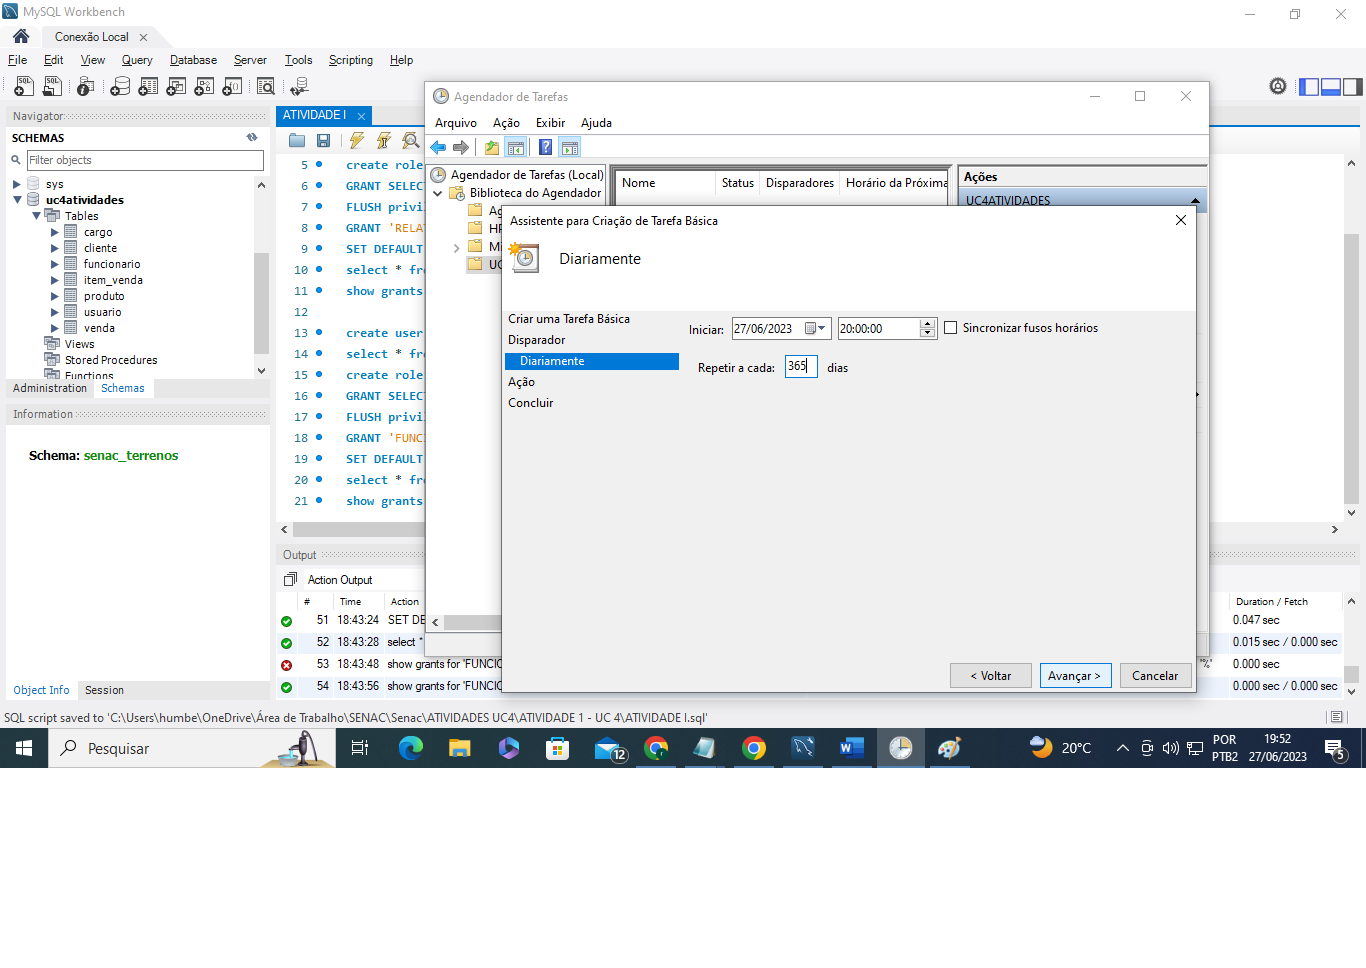 MySQL Workbench
Conexão Local
File Edit View Query Database Server Tools Scripting Help
Navigator
SCHEMAS
Filter objects
sys
uc4atividades
Tables
cargo
cliente
funcionario
item_venda
produto
usuario
venda
Views
Stored Procedures
Functions
Administration Schemas
Information
Schema: senac_terrenos
Object Info Session
ATIVIDADE I
5 create role
6 GRANT SELEC
7 FLUSH privi
8 GRANT 'RELA
9 SET DEFAULT
10 select * fr
11 show grants
12
13 create user
14 select * fr
15 create role
16 GRANT SELEC
17 FLUSH privi
18 GRANT 'FUNC
19 SET DEFAULT
20 select * fr
21 show grants
Output
Action Output
# Time Action Duration / Fetch
51 18:43:24 SET DE 0.047 sec
52 18:43:28 select * 0.015 sec / 0.000 sec
53 18:43:48 show grants for 'FUNCIO '%' 0.000 sec
54 18:43:56 show grants for 'FUNCIO 0.000 sec / 0.000 sec
SQL script saved to 'C:\Users\humbe\OneDrive\Área de Trabalho\SENAC\Senac\ATIVIDADES UC4\ATIVIDADE 1 - UC 4\ATIVIDADE I.sql'
Agendador de Tarefas
Arquivo Ação Exibir Ajuda
Agendador de Tarefas (Local)
Biblioteca do Agendador
Ag
HP
Mi
UC
Nome Status Disparadores Horário da Próxima
Ações
UC4ATIVIDADES
Assistente para Criação de Tarefa Básica
Diariamente
Criar uma Tarefa Básica
Disparador
Diariamente
Ação
Concluir
Iniciar: 27/06/2023 20:00:00 Sincronizar fusos horários
Repetir a cada: 365 dias
< Voltar Avançar > Cancelar
Pesquisar
12
20°C
POR
PTB2
19:52
27/06/2023
5